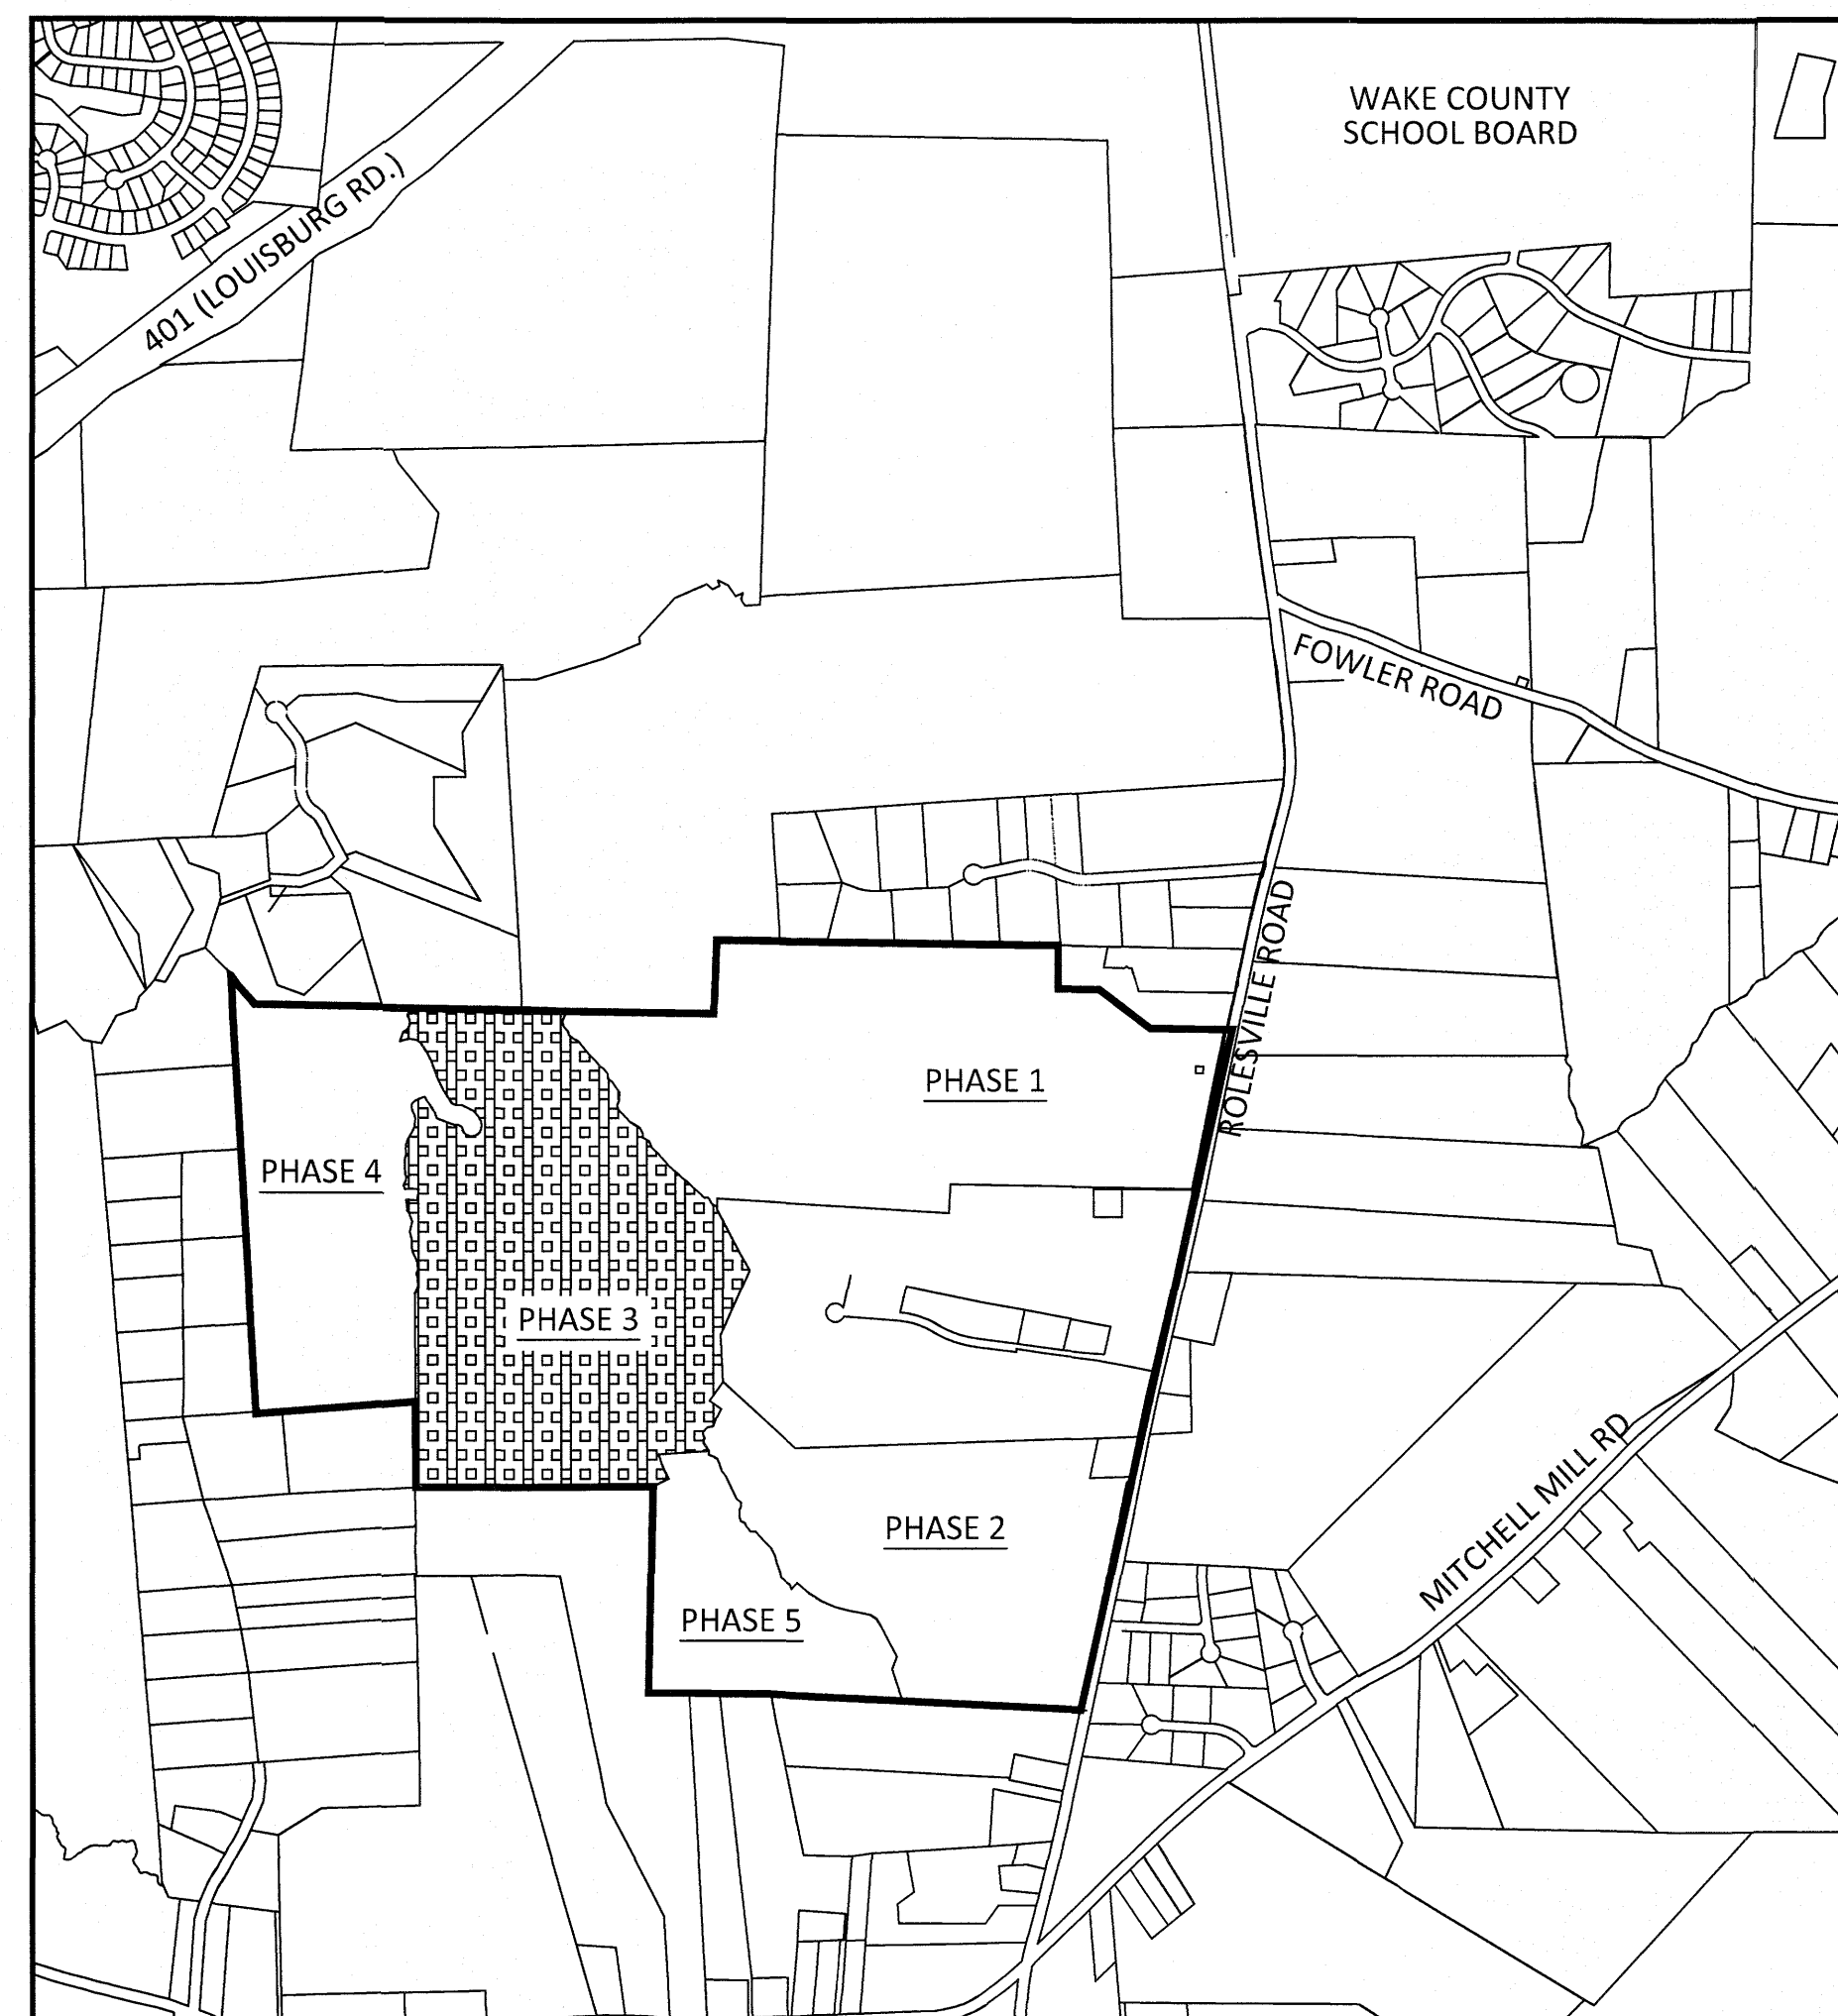 WAKE COUNTY
SCHOOL BOARD
401 (LOUISBURG RD.)
FOWLER ROAD
ROLESVILLE ROAD
PHASE 1
PHASE 4
PHASE 3
MITCHELL MILL RD
PHASE 2
PHASE 5